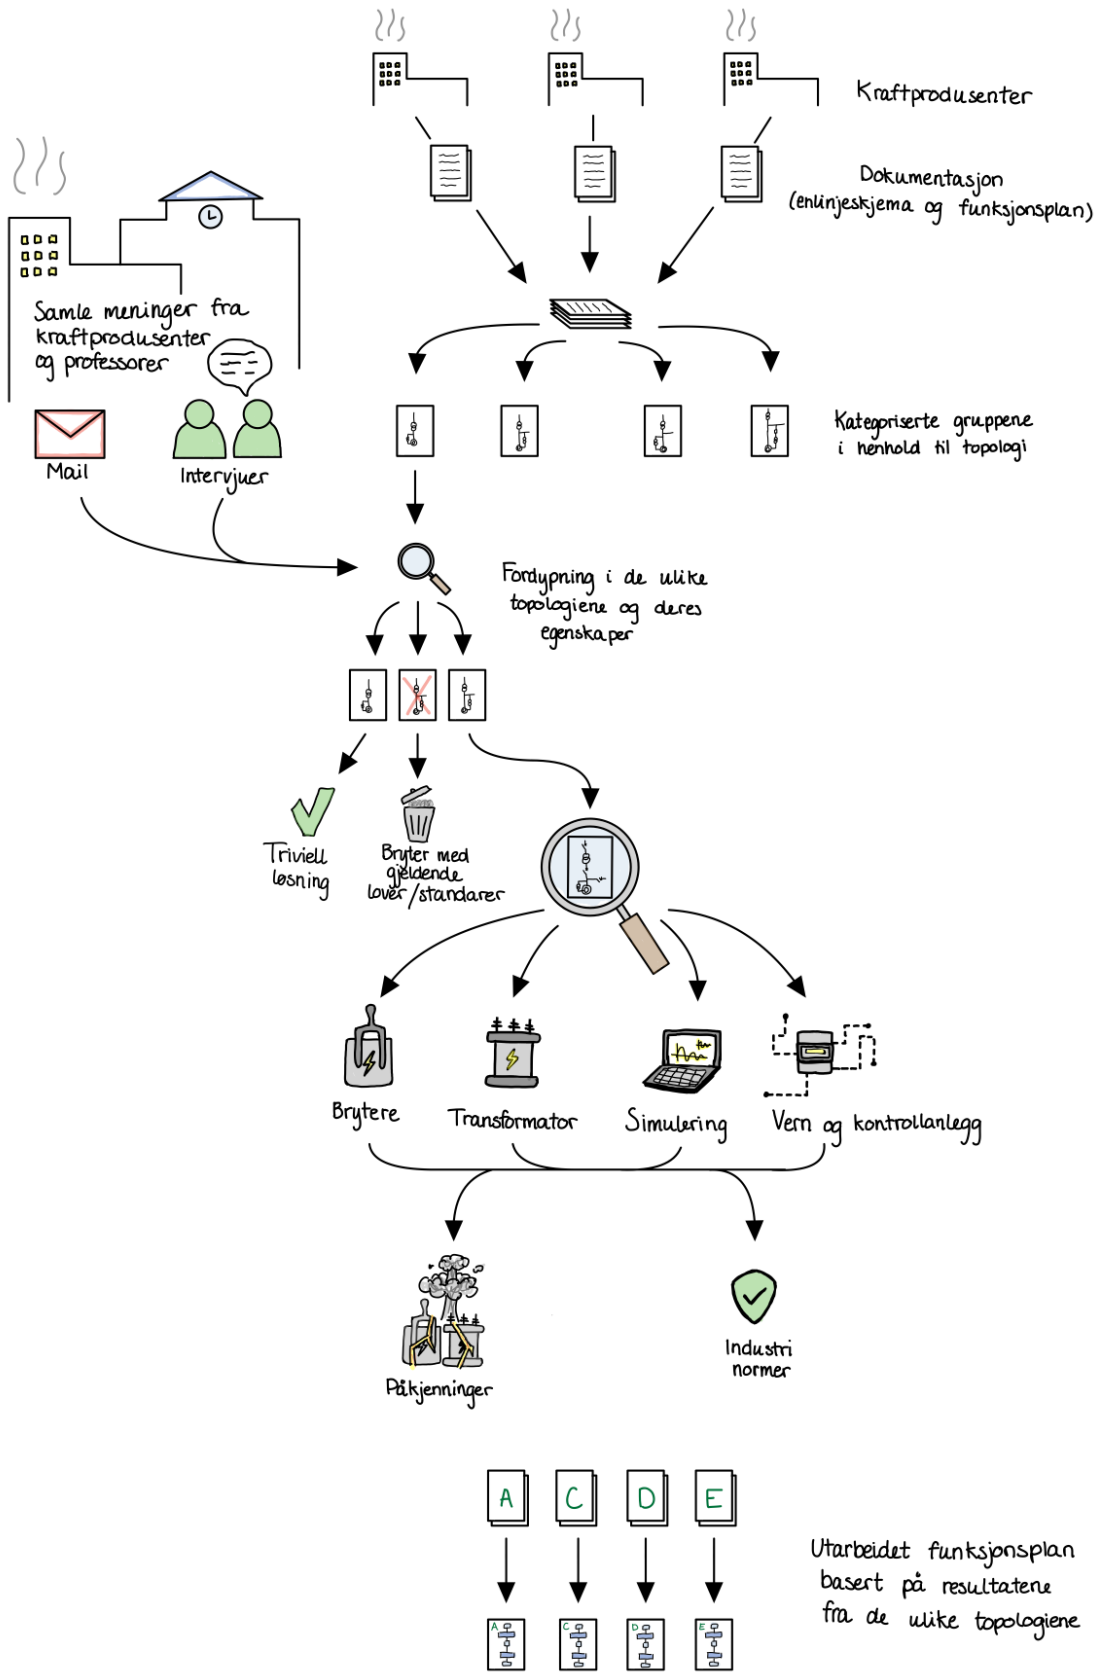 Kraftprodusenter
Dokumentasjon
(enlinjeskjema og funksjonsplan)
Samle meninger fra
kraftprodusenter
og professorer
Mail
Intervjuer
Kategoriserte gruppene
i henhold til topologi
Fordypning i de ulike
topologiene og deres
egenskaper
Triviell
løsning
Bryter med
gjeldende
lover/standarer
Brytere
Transformator
Simulering
Vern og kontrollanlegg
Påkjenninger
Industri
normer
A
C
D
E
Utarbeidet funksjonsplan
basert på resultatene
fra de ulike topologiene
A
C
D
E